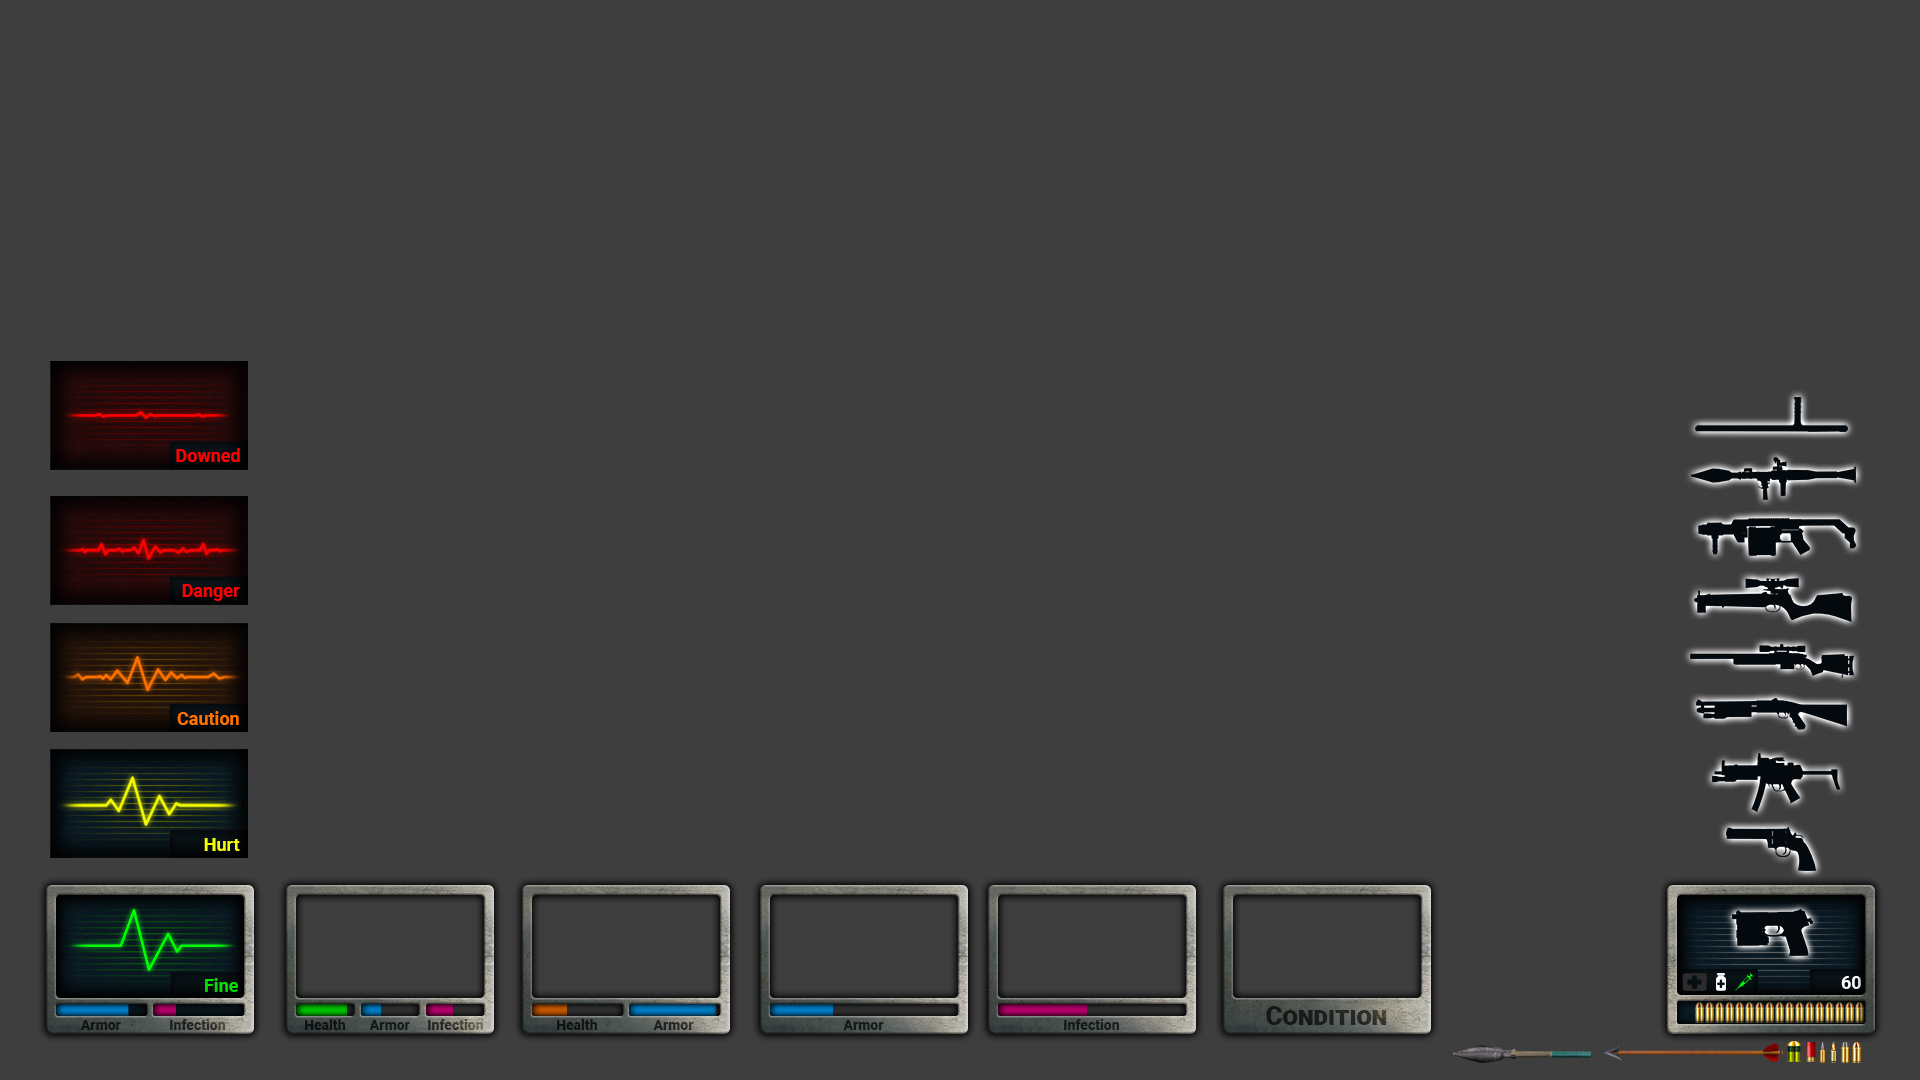 Downed
Danger
Caution
Hurt
Fine
Armor Infection
Health Armor Infection
Health Armor
Armor
Infection
CONDITION
60